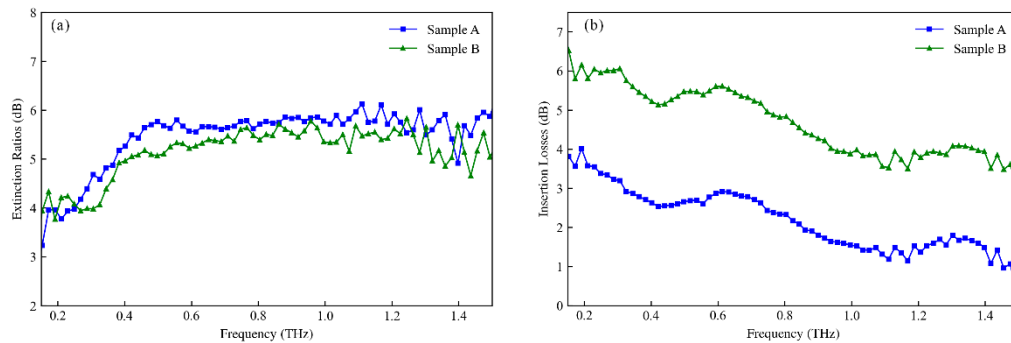 (a)
Sample A
Sample B
8
7
6
5
4
3
2
Extinction Ratios (dB)
0.2 0.4 0.6 0.8 1.0 1.2 1.4
Frequency (THz)
(b)
Sample A
Sample B
7
6
5
4
3
2
1
0
Insertion Losses (dB)
0.2 0.4 0.6 0.8 1.0 1.2 1.4
Frequency (THz)